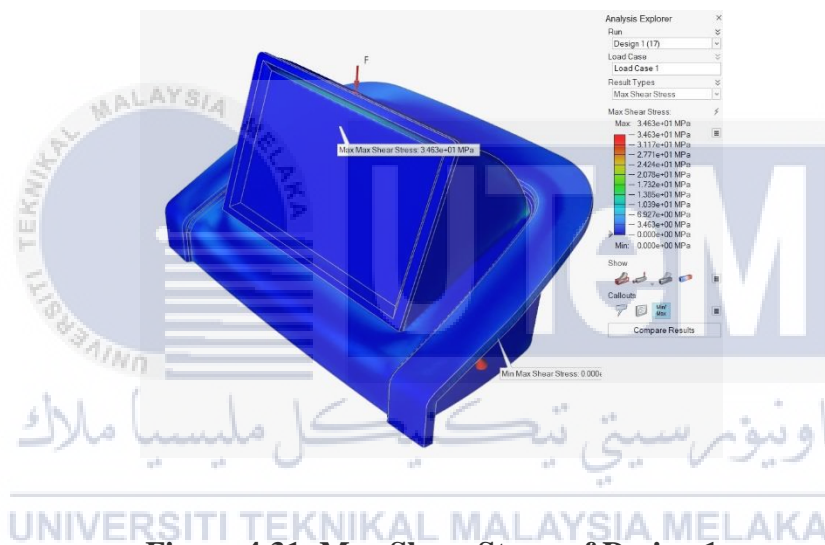 Analysis Explorer
Run
Design 1 (17)
Load Case
Load Case 1
Result Types
Max Shear Stress
Max Shear Stress:
Max: 3.463e+01 MPa
3.463e+01 MPa
3.117e+01 MPa
2.771e+01 MPa
2.424e+01 MPa
2.078e+01 MPa
1.732e+01 MPa
1.385e+01 MPa
1.039e+01 MPa
6.927e+00 MPa
3.463e+00 MPa
0.000e+00 MPa
Min: 0.000e+00 MPa
Show
Callouts
Min/
Max
Compare Results
F
Max Max Shear Stress: 3.463e+01 MPa
Min Max Shear Stress: 0.000
UNIVERSITI TEKNIKAL MALAYSIA MELAKA
UTeM
اونيۏرسيتي تيكنيكل مليسيا ملاك
UNIVERSITI TEKNIKAL MALAYSIA MELAKA
Figure 4.31: Max Shear Stress of Design 1